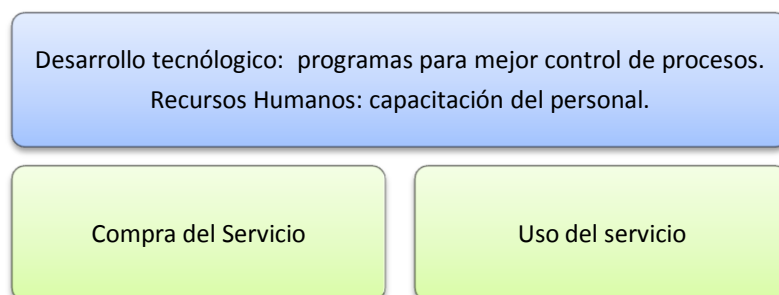 Desarrollo tecnólogico:  programas para mejor control de procesos.
Recursos Humanos: capacitación del personal.
Compra del Servicio
Uso del servicio